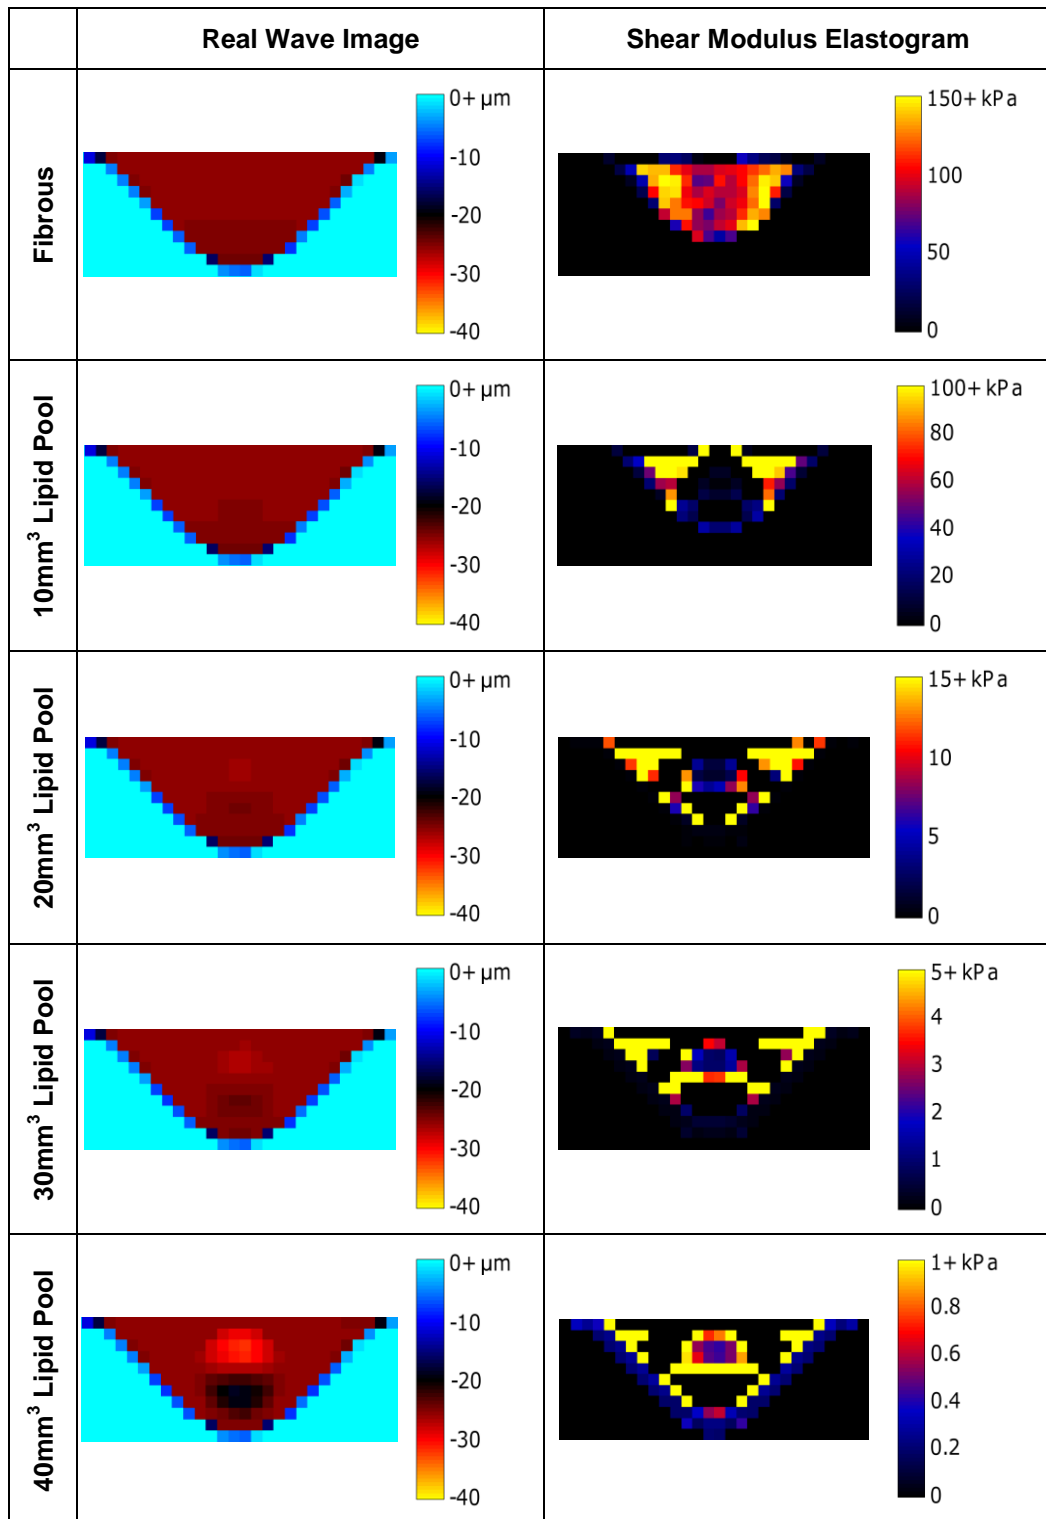 Real Wave Image
Shear Modulus Elastogram
Fibrous
0+ µm
-10
-20
-30
-40
150+ kPa
100
50
0
10mm³ Lipid Pool
0+ µm
-10
-20
-30
-40
100+ kPa
80
60
40
20
0
20mm³ Lipid Pool
0+ µm
-10
-20
-30
-40
15+ kPa
10
5
0
30mm³ Lipid Pool
0+ µm
-10
-20
-30
-40
5+ kPa
4
3
2
1
0
40mm³ Lipid Pool
0+ µm
-10
-20
-30
-40
1+ kPa
0.8
0.6
0.4
0.2
0